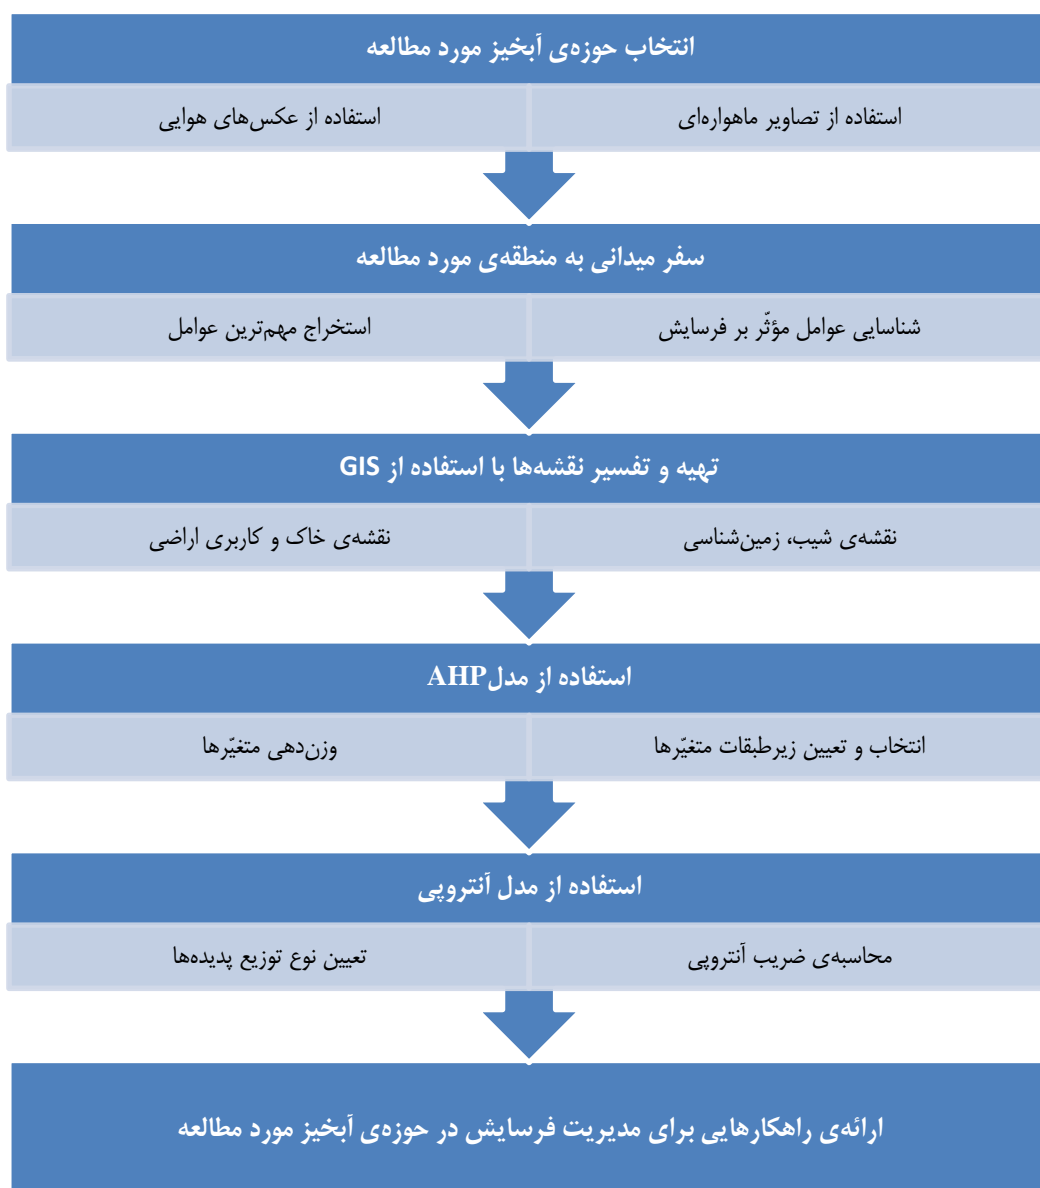 انتخاب حوزه‌ی آبخیز مورد مطالعه
استفاده از تصاویر ماهواره‌ای
استفاده از عکس‌های هوایی
سفر میدانی به منطقه‌ی مورد مطالعه
شناسایی عوامل مؤثّر بر فرسایش
استخراج مهم‌ترین عوامل
تهیه و تفسیر نقشه‌ها با استفاده از GIS
نقشه‌ی شیب، زمین‌شناسی
نقشه‌ی خاک و کاربری اراضی
استفاده از مدلAHP
انتخاب و تعیین زیرطبقات متغیّرها
وزن‌دهی متغیّرها
استفاده از مدل آنتروپی
محاسبه‌ی ضریب آنتروپی
تعیین نوع توزیع پدیده‌ها
ارائه‌ی راهکارهایی برای مدیریت فرسایش در حوزه‌ی آبخیز مورد مطالعه